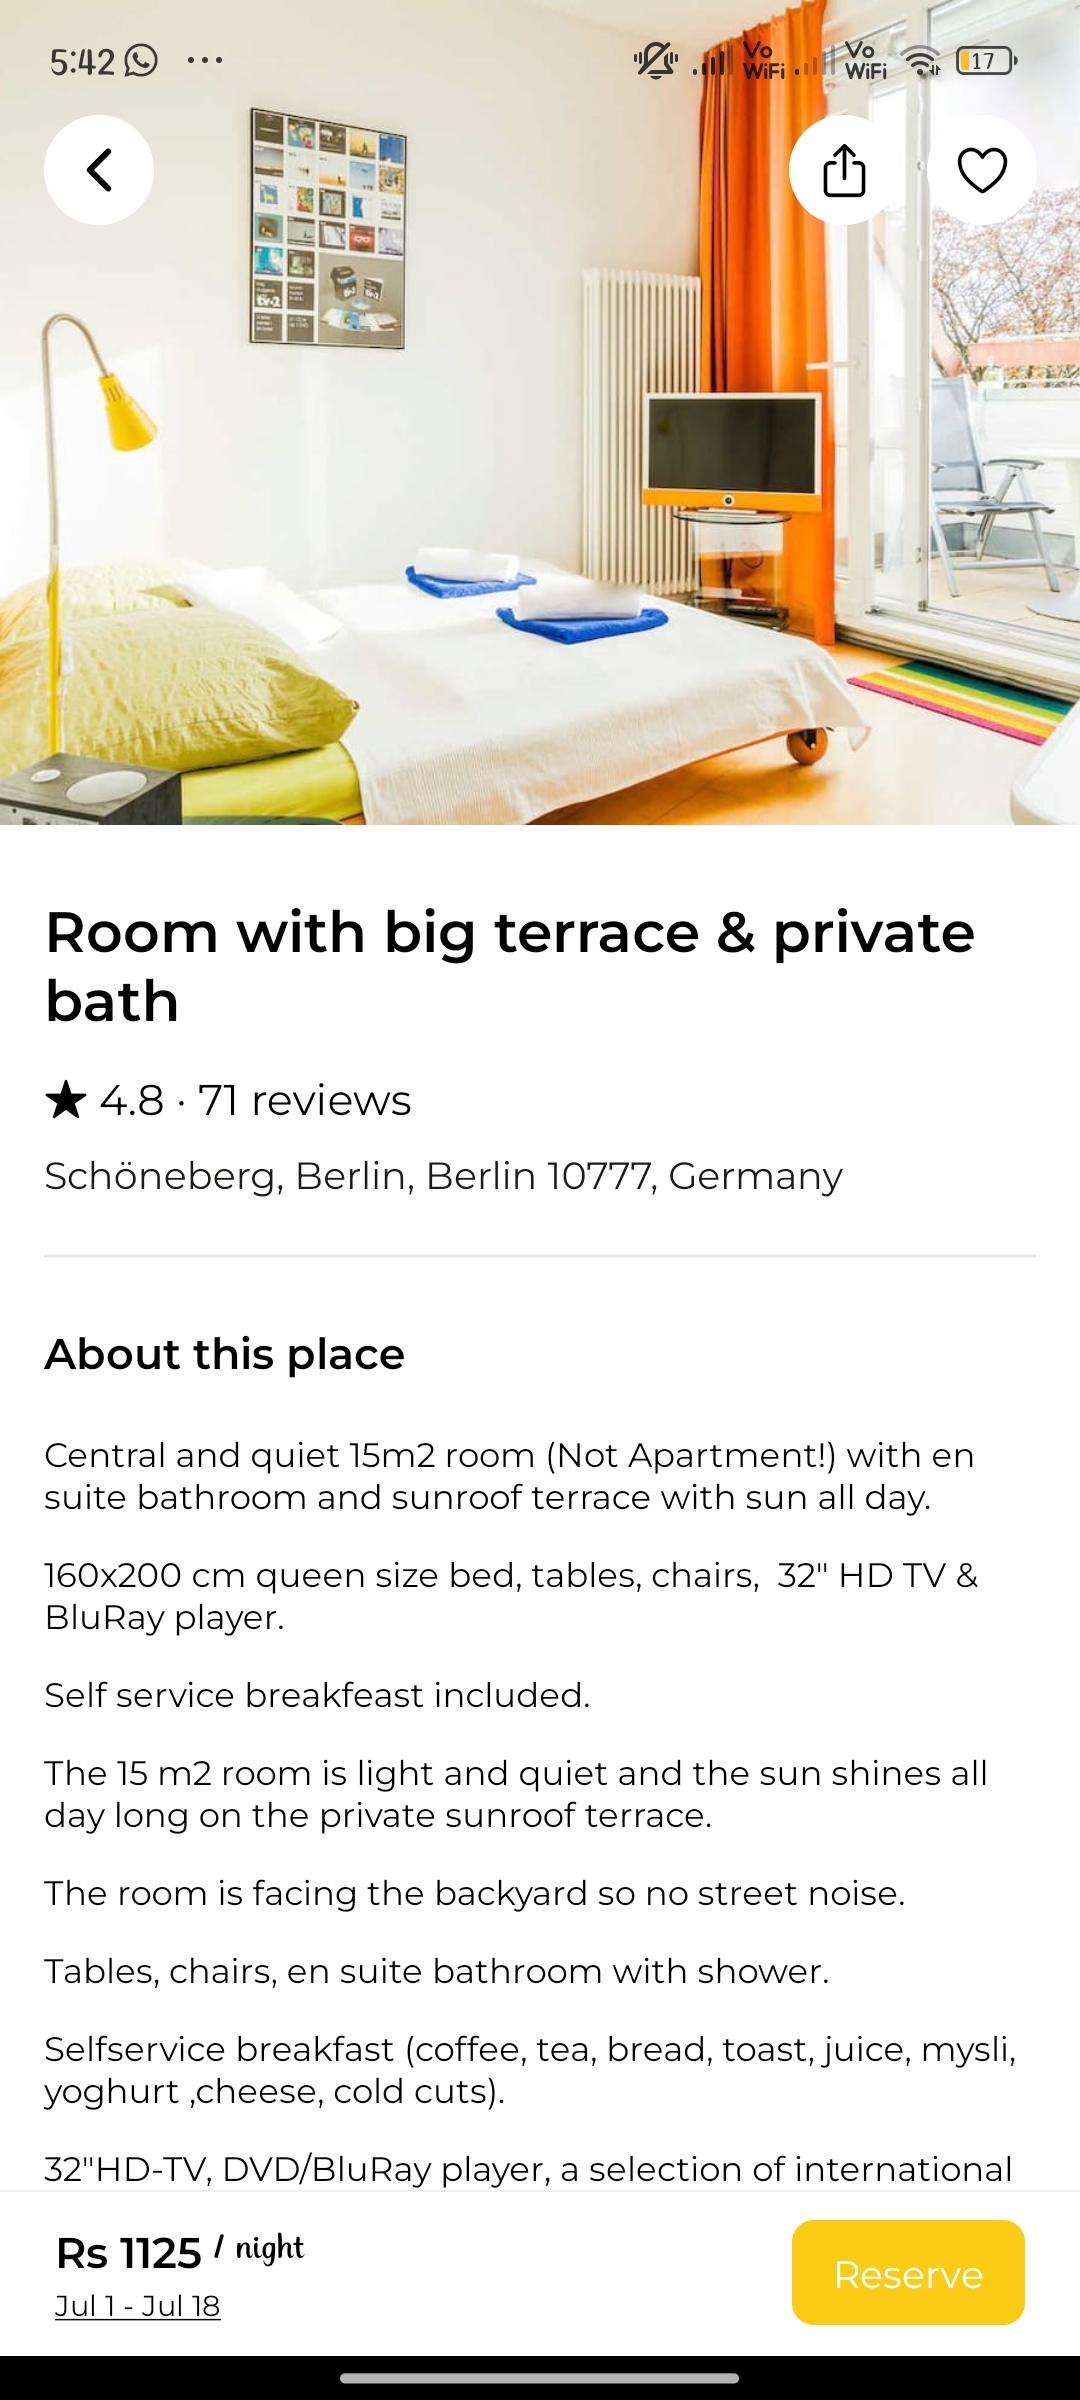 5:42
Vo
WiFi
Vo
WiFi
17
tv-2
tv-2
Room with big terrace & private
bath
4.8 · 71 reviews
Schöneberg, Berlin, Berlin 10777, Germany
About this place
Central and quiet 15m2 room (Not Apartment!) with en
suite bathroom and sunroof terrace with sun all day.
160x200 cm queen size bed, tables, chairs,  32" HD TV &
BluRay player.
Self service breakfeast included.
The 15 m2 room is light and quiet and the sun shines all
day long on the private sunroof terrace.
The room is facing the backyard so no street noise.
Tables, chairs, en suite bathroom with shower.
Selfservice breakfast (coffee, tea, bread, toast, juice, mysli,
yoghurt ,cheese, cold cuts).
32"HD-TV, DVD/BluRay player, a selection of international
Rs 1125 / night
Jul 1 - Jul 18
Reserve